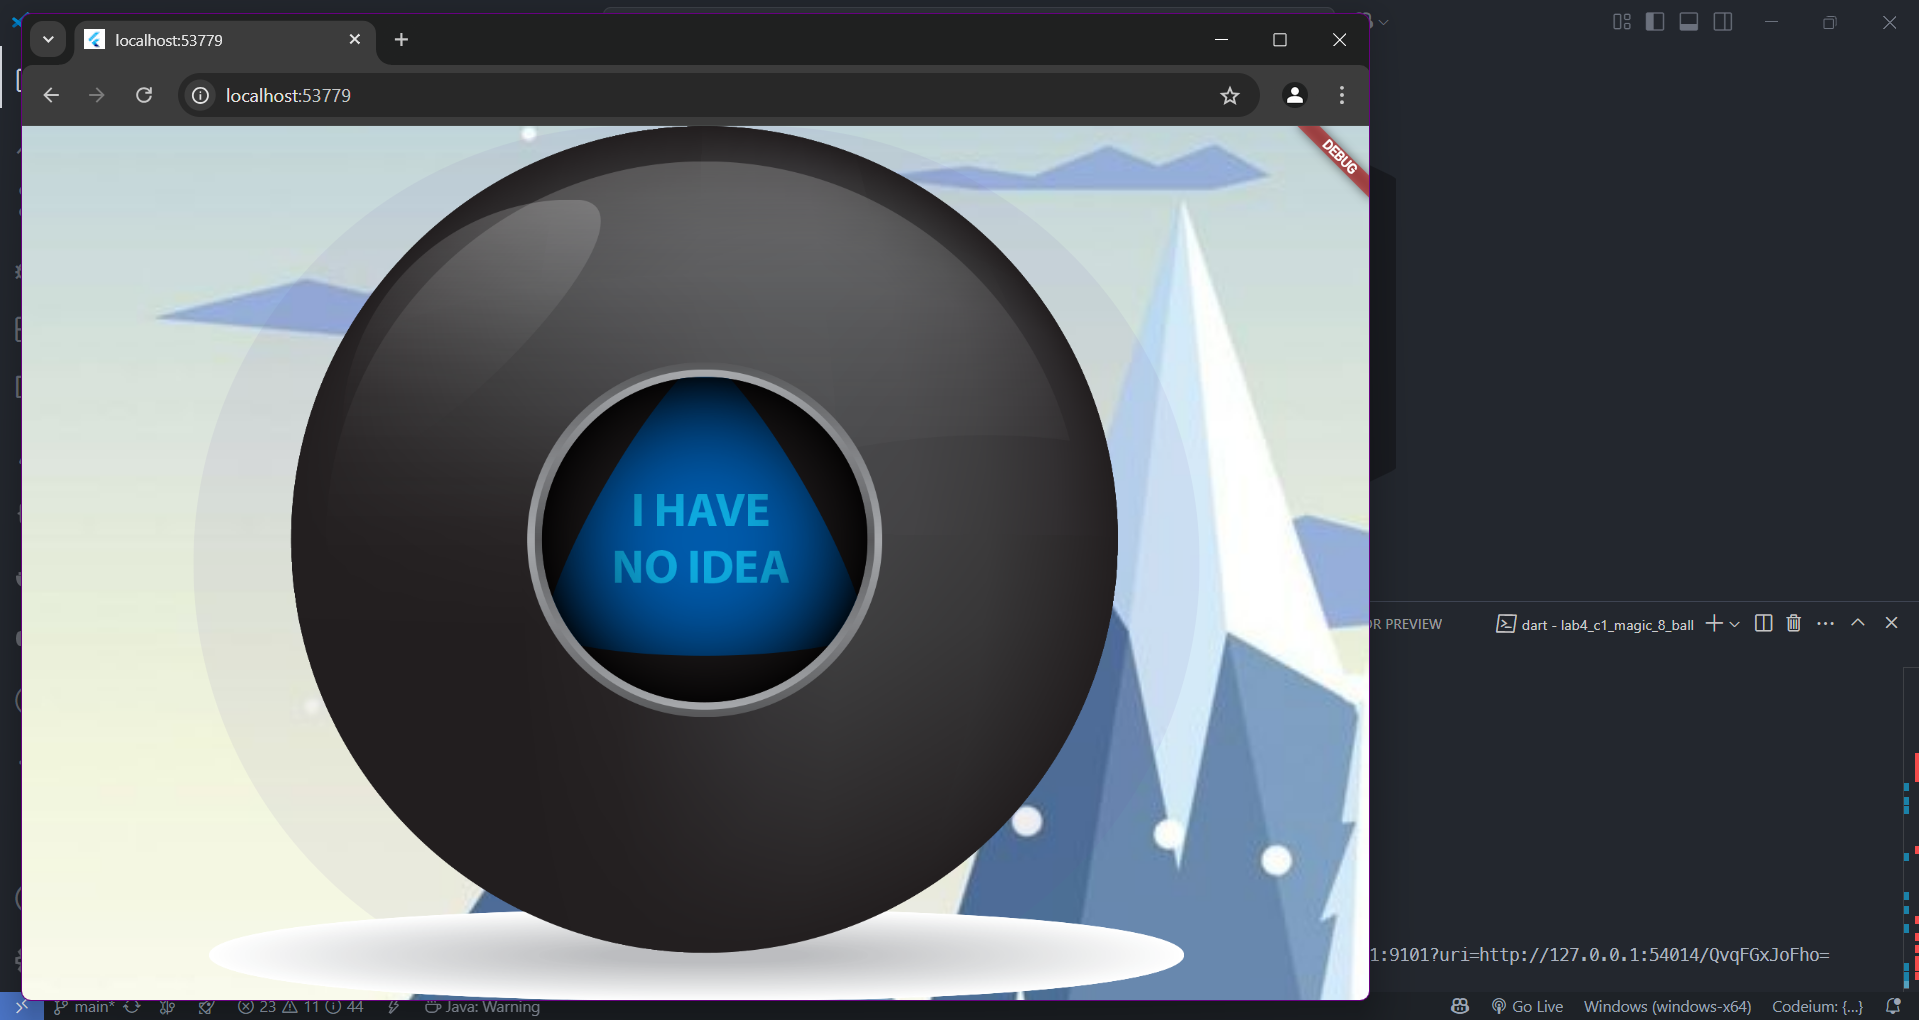 localhost:53779
localhost:53779
DEBUG
I HAVE
NO IDEA
R PREVIEW
dart - lab4_c1_magic_8_ball
1:9101?uri=http://127.0.0.1:54014/QvqFGxJoFho=
main* 23 11 44 Java: Warning Go Live Windows (windows-x64) Codeium: {...}